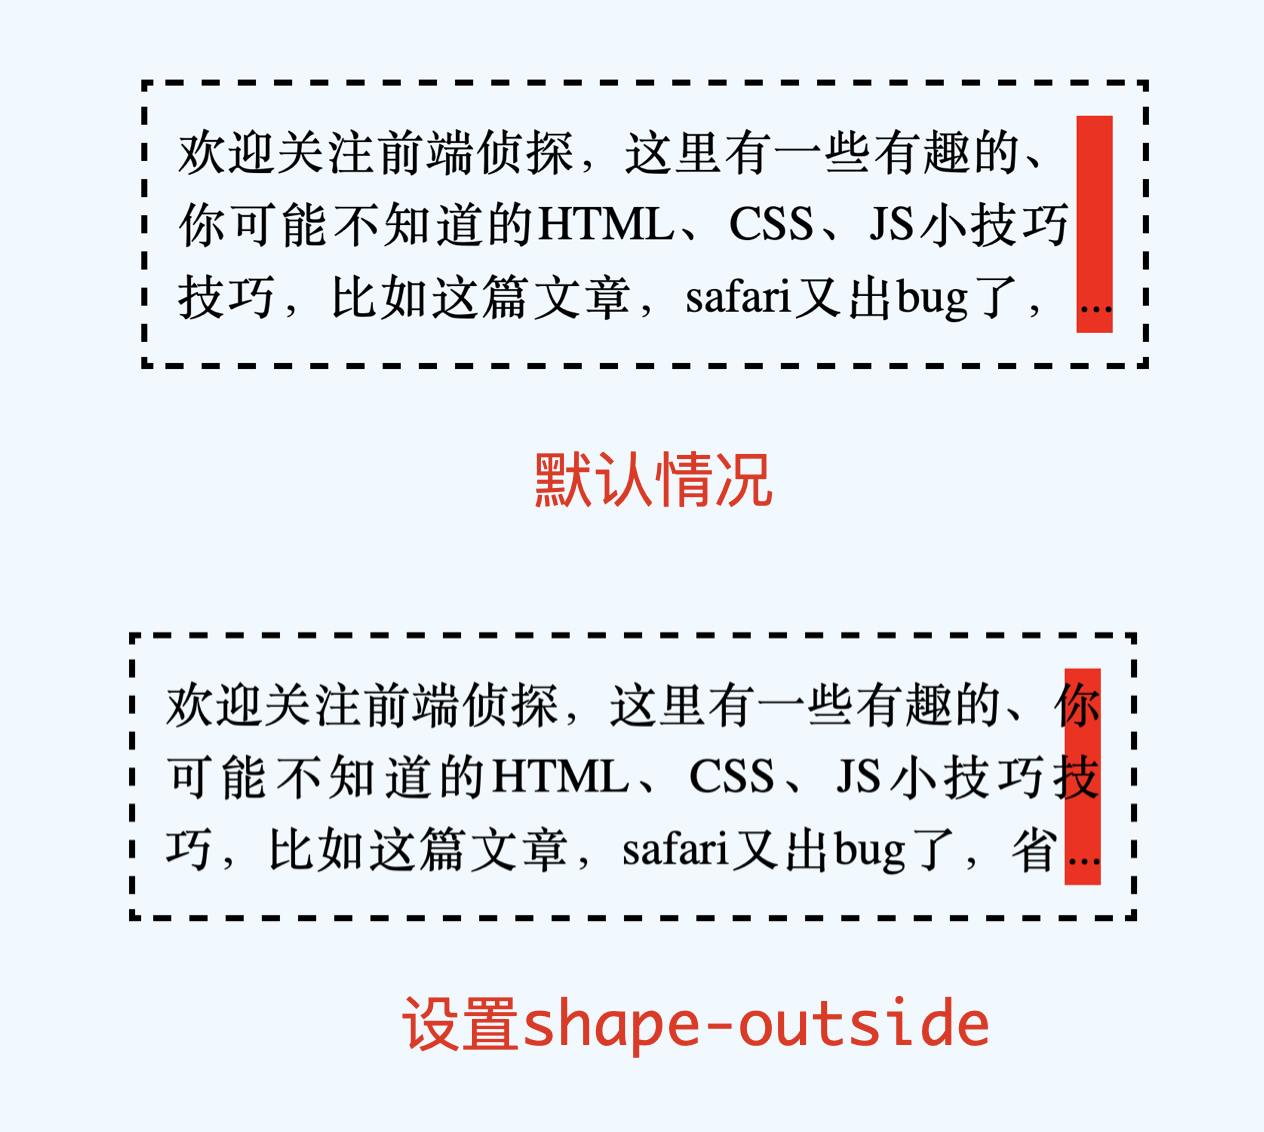 欢迎关注前端侦探，这里有一些有趣的、
你可能不知道的HTML、CSS、JS小技巧
技巧，比如这篇文章，safari又出bug了，...
默认情况
欢迎关注前端侦探，这里有一些有趣的、你
可能不知道的HTML、CSS、JS小技巧技
巧，比如这篇文章，safari又出bug了，省...
设置shape-outside